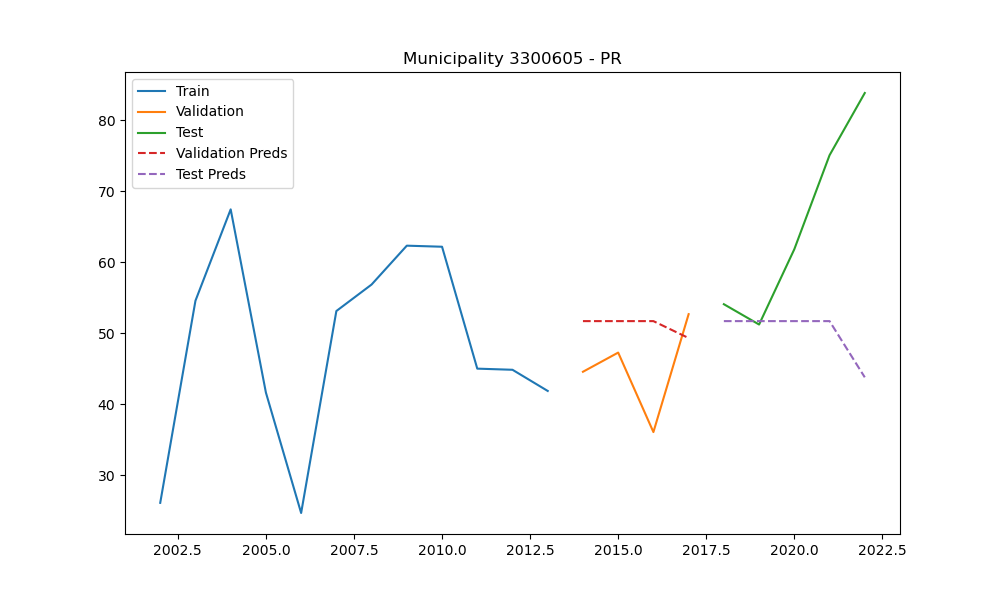 Municipality 3300605 - PR
Train
Validation
Test
Validation Preds
Test Preds
80
70
60
50
40
30
2002.5 2005.0 2007.5 2010.0 2012.5 2015.0 2017.5 2020.0 2022.5